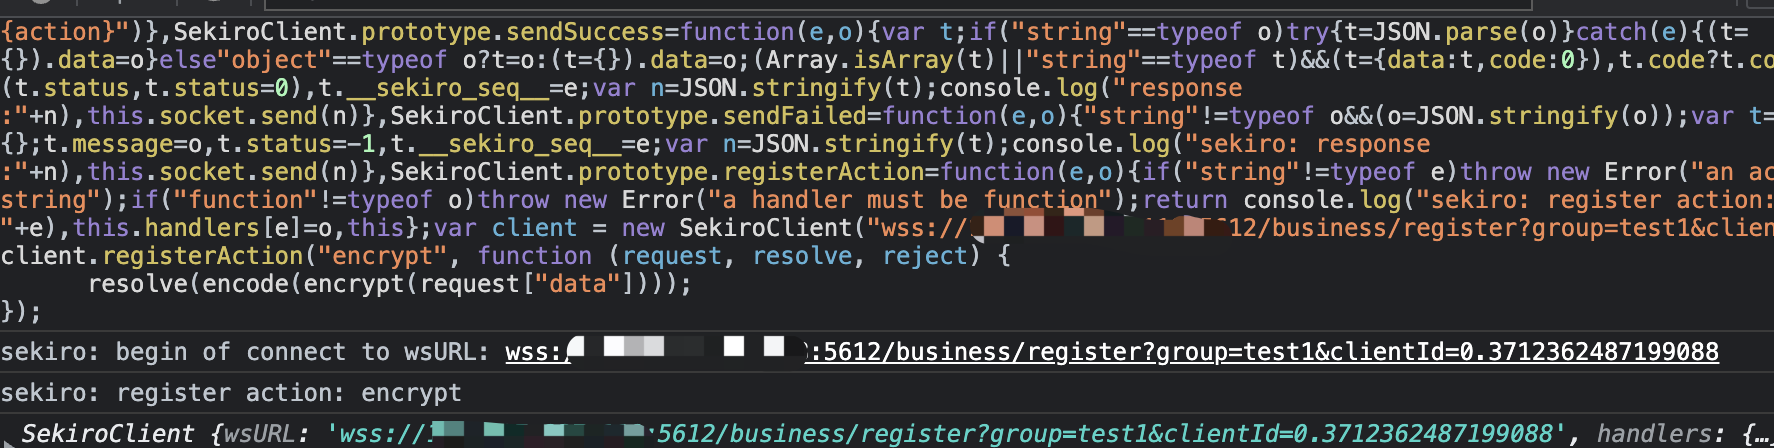 {action}")},SekiroClient.prototype.sendSuccess=function(e,o){var t;if("string"==typeof o)try{t=JSON.parse(o)}catch(e){(t=
{}).data=o}else"object"==typeof o?t=o:(t={}).data=o;(Array.isArray(t)||"string"==typeof t)&&(t={data:t,code:0}),t.code?t.co
(t.status,t.status=0),t.__sekiro_seq__=e;var n=JSON.stringify(t);console.log("response
:"+n),this.socket.send(n)},SekiroClient.prototype.sendFailed=function(e,o){"string"!=typeof o&&(o=JSON.stringify(o));var t=
{};t.message=o,t.status=-1,t.__sekiro_seq__=e;var n=JSON.stringify(t);console.log("sekiro: response
:"+n),this.socket.send(n)},SekiroClient.prototype.registerAction=function(e,o){if("string"!=typeof e)throw new Error("an ac
string");if("function"!=typeof o)throw new Error("a handler must be function");return console.log("sekiro: register action:
"+e),this.handlers[e]=o,this};var client = new SekiroClient("wss://12/business/register?group=test1&clien
client.registerAction("encrypt", function (request, resolve, reject) {
resolve(encode(encrypt(request["data"])));
});
sekiro: begin of connect to wsURL: wss::5612/business/register?group=test1&clientId=0.3712362487199088
sekiro: register action: encrypt
SekiroClient {wsURL: 'wss://:5612/business/register?group=test1&clientId=0.3712362487199088', handlers: {…